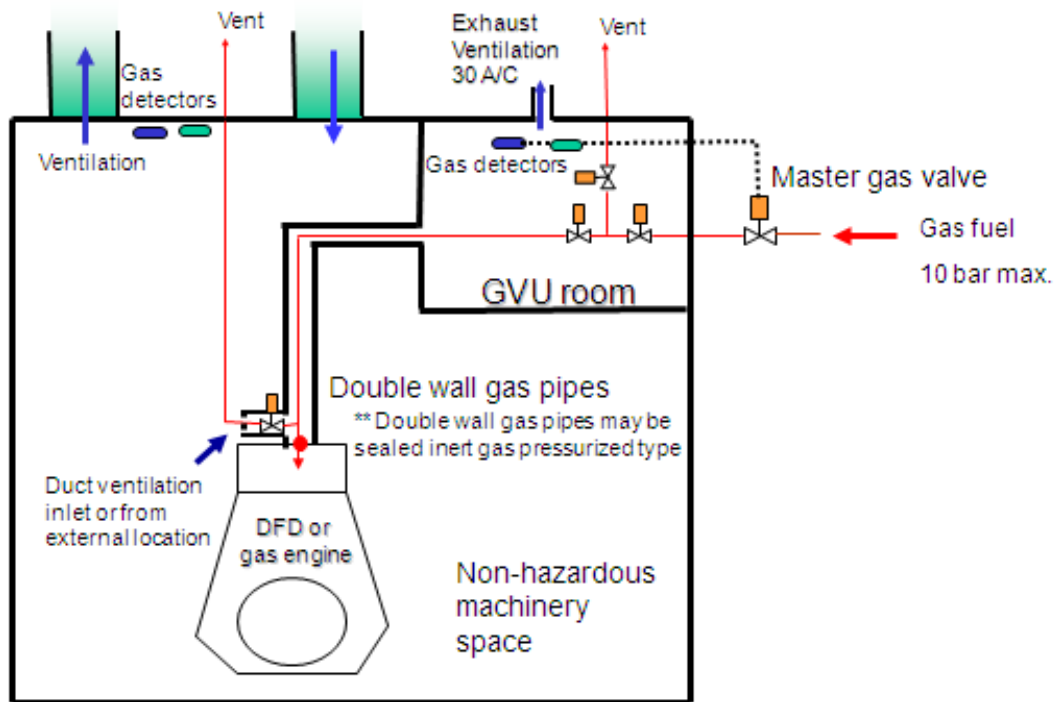 Vent
Exhaust
Ventilation
30 A/C
Vent
Gas
detectors
Ventilation
Gas detectors
Master gas valve
Gas fuel
10 bar max.
GVU room
Double wall gas pipes
** Double wall gas pipes may be
sealed inert gas pressurized type
Duct ventilation
inlet or from
external location
DFD or
gas engine
Non-hazardous
machinery
space